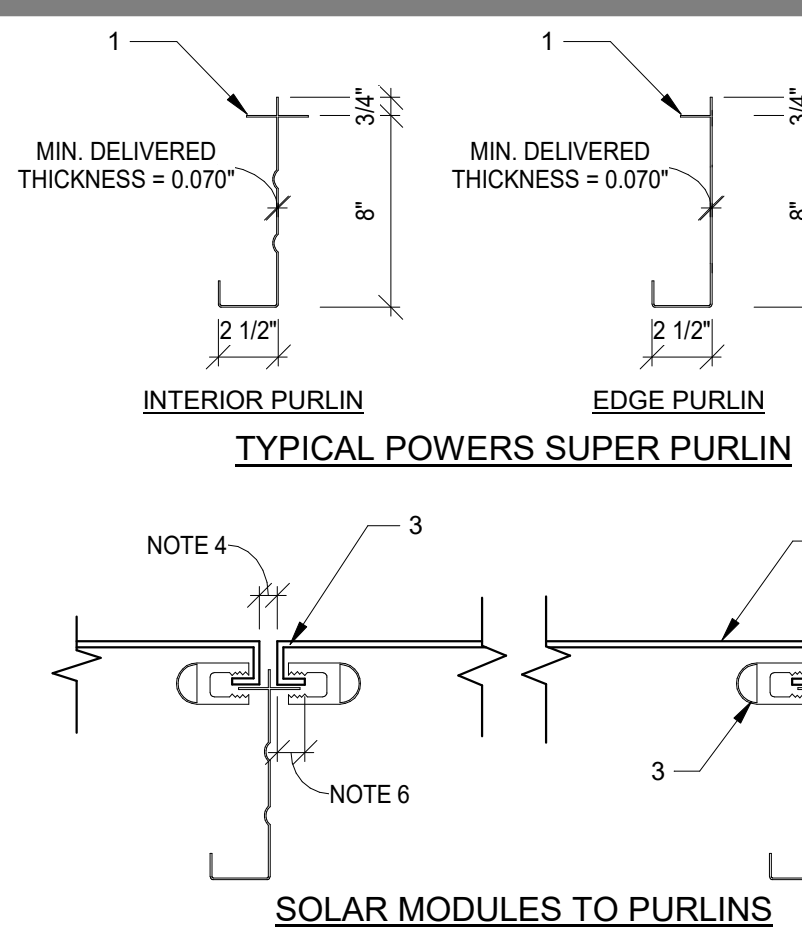 1
3/4"
MIN. DELIVERED
THICKNESS = 0.070"
8"
2 1/2"
INTERIOR PURLIN
1
3/4"
MIN. DELIVERED
THICKNESS = 0.070"
8"
2 1/2"
EDGE PURLIN
TYPICAL POWERS SUPER PURLIN
NOTE 4
3
NOTE 6
3
SOLAR MODULES TO PURLINS